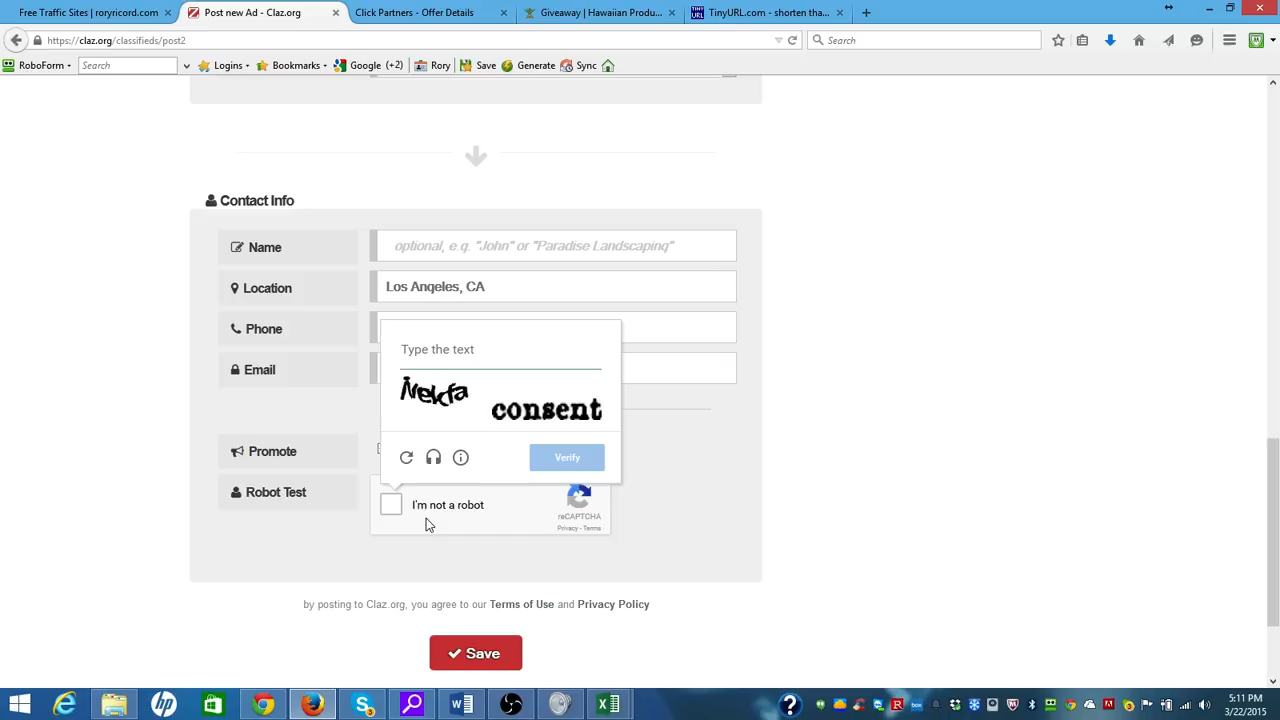 Free Traffic Sites | roryricord.com
Post new Ad - Claz.org
Click Partners - Offer Details
Giveaway | Hawaiian Produ...
TinyURL.com - shorten tha...
https://claz.org/classifieds/post2
Search
RoboForm
Search
Logins
Bookmarks
Google (+2)
Rory
Save
Generate
Sync
Contact Info
Name
optional, e.g. "John" or "Paradise Landscaping"
Location
Los Angeles, CA
Phone
Email
Type the text
consent
Verify
Promote
Robot Test
I'm not a robot
reCAPTCHA
Privacy - Terms
by posting to Claz.org, you agree to our Terms of Use and Privacy Policy
Save
5:11 PM
3/22/2015